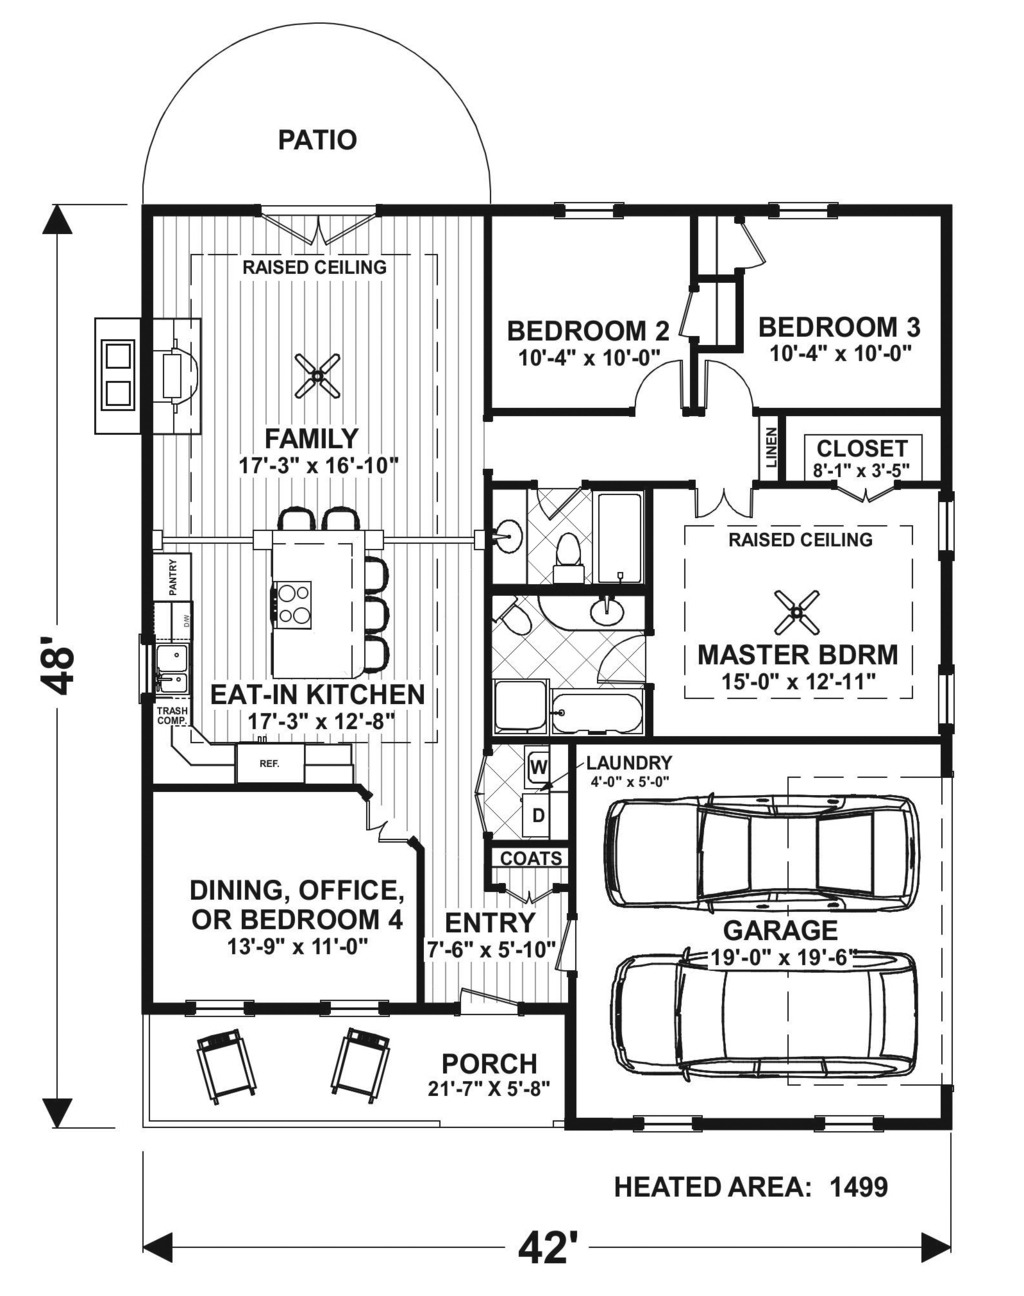 PATIO
RAISED CEILING
BEDROOM 2
10'-4" x 10'-0"
BEDROOM 3
10'-4" x 10'-0"
FAMILY
17'-3" x 16'-10"
LINEN
CLOSET
8'-1" x 3'-5"
RAISED CEILING
PANTRY
D/W
MASTER BDRM
15'-0" x 12'-11"
48'
EAT-IN KITCHEN
17'-3" x 12'-8"
TRASH
COMP.
REF.
W
D
LAUNDRY
4'-0" x 5'-0"
COATS
DINING, OFFICE,
OR BEDROOM 4
13'-9" x 11'-0"
ENTRY
7'-6" x 5'-10"
GARAGE
19'-0" x 19'-6"
PORCH
21'-7" X 5'-8"
HEATED AREA: 1499
42'